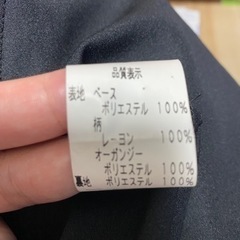 品質表示
表地 ベース
ポリエステル 100%
柄
レーヨン 100%
オーガンジー
ポリエステル 100%
裏地 ポリエステル 100%